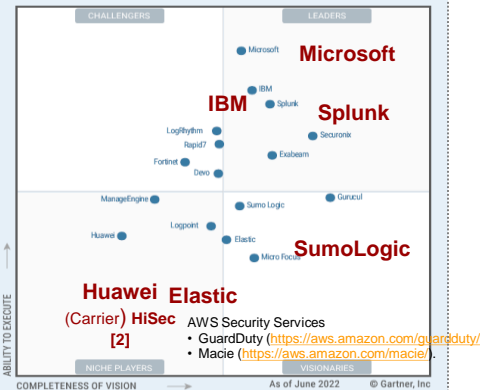 CHALLENGERS
LEADERS
Microsoft
Microsoft
IBM
IBM
Splunk
Splunk
LogRhythm
Securonix
Rapid7
Exabeam
Fortinet
Devo
ManageEngine
Gurucul
Sumo Logic
Logpoint
Huawei
Elastic
SumoLogic
Micro Focus
Huawei
Elastic
(Carrier) HiSec
[2]
AWS Security Services
• GuardDuty (https://aws.amazon.com/guardduty/
• Macie (https://aws.amazon.com/macie/).
NICHE PLAYERS
VISIONARIES
ABILITY TO EXECUTE
COMPLETENESS OF VISION
As of June 2022
© Gartner, Inc